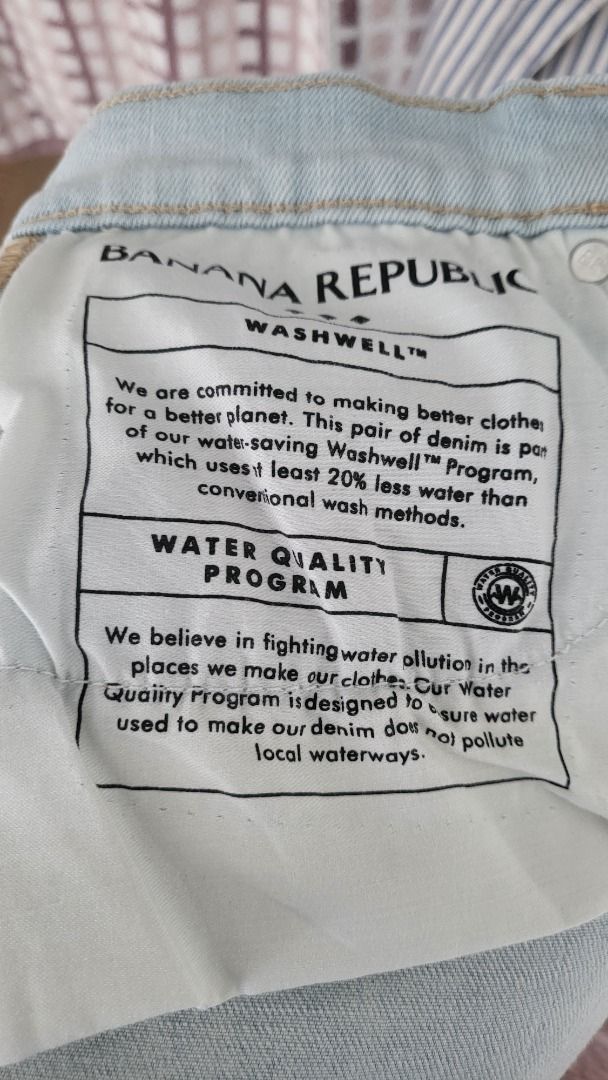 BANANA REPUBLIC
WASHWELL™
We are committed to making better clothes
for a better planet. This pair of denim is part
of our water-saving Washwell™ Program,
which uses at least 20% less water than
conventional wash methods.
WATER QUALITY
PROGRAM
WATER QUALITY
W
PROGRAM
We believe in fighting water pollution in the
places we make our clothes. Our Water
Quality Program is designed to ensure water
used to make our denim does not pollute
local waterways.